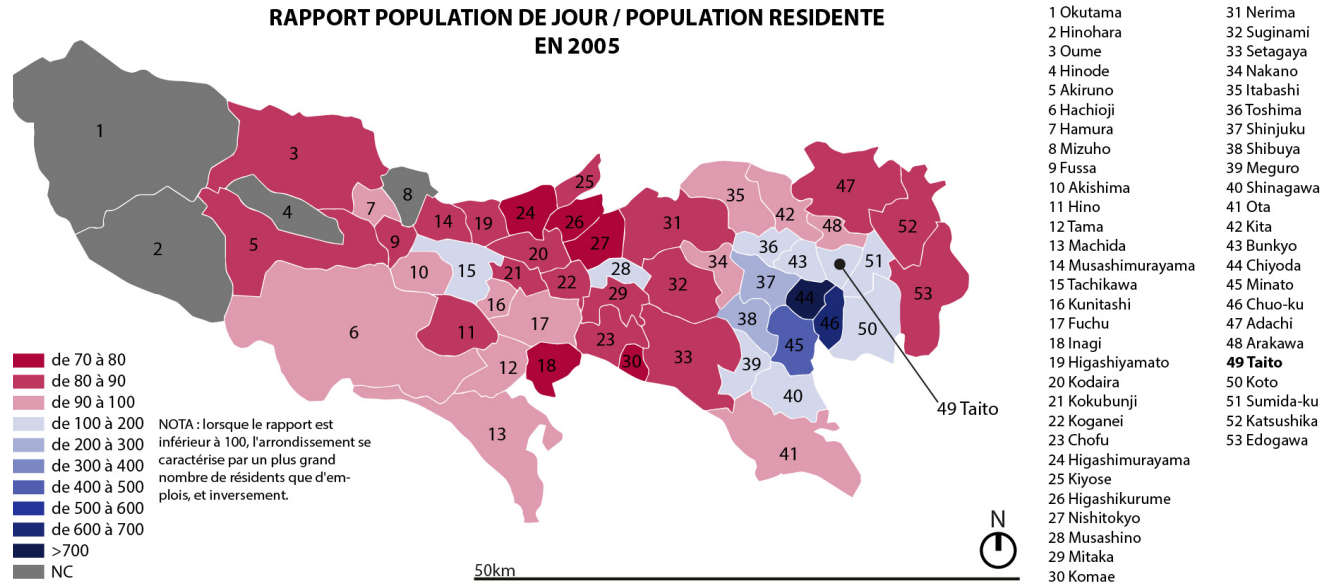 RAPPORT POPULATION DE JOUR / POPULATION RESIDENTE
EN 2005
1 Okutama
2 Hinohara
3 Oume
4 Hinode
5 Akiruno
6 Hachioji
7 Hamura
8 Mizuho
9 Fussa
10 Akishima
11 Hino
12 Tama
13 Machida
14 Musashimurayama
15 Tachikawa
16 Kunitashi
17 Fuchu
18 Inagi
19 Higashiyamato
20 Kodaira
21 Kokubunji
22 Koganei
23 Chofu
24 Higashimurayama
25 Kiyose
26 Higashikurume
27 Nishitokyo
28 Musashino
29 Mitaka
30 Komae
31 Nerima
32 Suginami
33 Setagaya
34 Nakano
35 Itabashi
36 Toshima
37 Shinjuku
38 Shibuya
39 Meguro
40 Shinagawa
41 Ota
42 Kita
43 Bunkyo
44 Chiyoda
45 Minato
46 Chuo-ku
47 Adachi
48 Arakawa
49 Taito
50 Koto
51 Sumida-ku
52 Katsushika
53 Edogawa
1
2
3
4
5
6
7
8
9
10
11
12
13
14
15
16
17
18
19
20
21
22
23
24
25
26
27
28
29
30
31
32
33
34
35
36
37
38
39
40
41
42
43
44
45
46
47
48
49 Taito
50
51
52
53
de 70 à 80
de 80 à 90
de 90 à 100
de 100 à 200
de 200 à 300
de 300 à 400
de 400 à 500
de 500 à 600
de 600 à 700
>700
NC
NOTA : lorsque le rapport est
inférieur à 100, l'arrondissement se
caractérise par un plus grand
nombre de résidents que d'em-
plois, et inversement.
50km
N